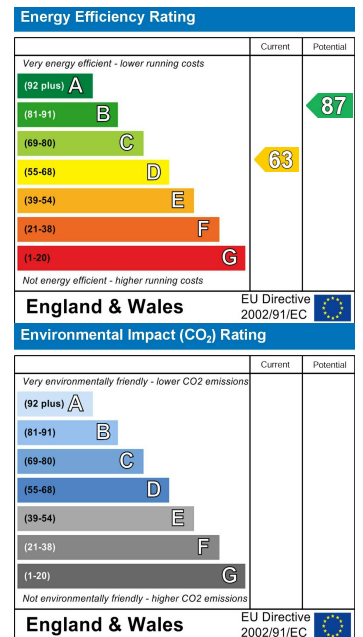 Energy Efficiency Rating
Current Potential
Very energy efficient - lower running costs
(92 plus) A
(81-91) B
87
(69-80) C
(55-68) D
63
(39-54) E
(21-38) F
(1-20) G
Not energy efficient - higher running costs
England & Wales
EU Directive
2002/91/EC
Environmental Impact (CO₂) Rating
Current Potential
Very environmentally friendly - lower CO2 emissions
(92 plus) A
(81-91) B
(69-80) C
(55-68) D
(39-54) E
(21-38) F
(1-20) G
Not environmentally friendly - higher CO2 emissions
England & Wales
EU Directive
2002/91/EC